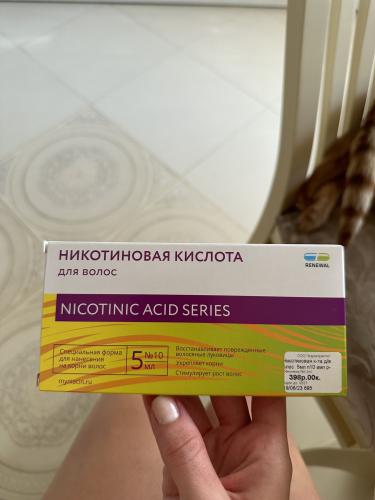 НИКОТИНОВАЯ КИСЛОТА
для волос
RENEWAL
NICOTINIC ACID SERIES
Специальная форма
для нанесения
на корни волос
5 №10
мл
Восстанавливает поврежденные
волосяные луковицы
Укрепляет корни
Стимулирует рост волос
398р.00к.